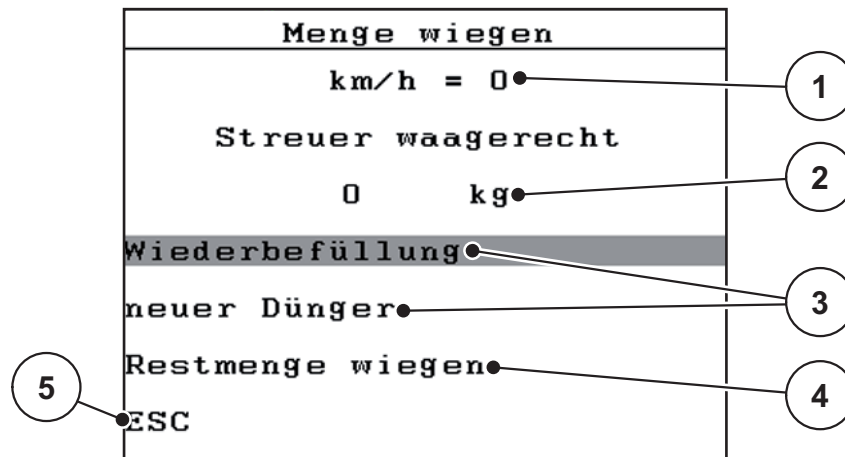 Menge wiegen
km/h = 0
1
Streuer waagerecht
2
0 kg
Wiederbefüllung
neuer Dünger
3
Restmenge wiegen
4
5
ESC